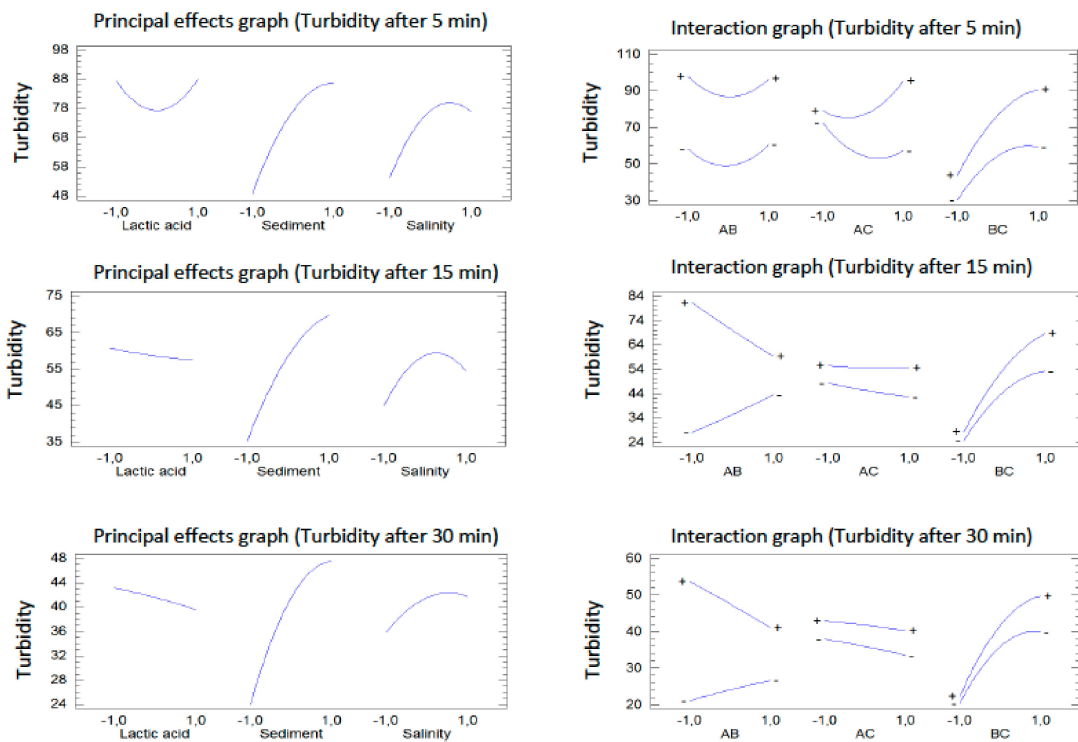 Principal effects graph (Turbidity after 5 min)
Turbidity
98
88
78
68
58
48
-1,0 1,0 -1,0 1,0 -1,0 1,0
Lactic acid Sediment Salinity
Interaction graph (Turbidity after 5 min)
Turbidity
110
90
70
50
30
+ + + + + +
- - - - - -
-1,0 1,0 -1,0 1,0 -1,0 1,0
AB AC BC
Principal effects graph (Turbidity after 15 min)
Turbidity
75
65
55
45
35
-1,0 1,0 -1,0 1,0 -1,0 1,0
Lactic acid Sediment Salinity
Interaction graph (Turbidity after 15 min)
Turbidity
84
74
64
54
44
34
24
+ + + + + +
- - - - - -
-1,0 1,0 -1,0 1,0 -1,0 1,0
AB AC BC
Principal effects graph (Turbidity after 30 min)
Turbidity
48
44
40
36
32
28
24
-1,0 1,0 -1,0 1,0 -1,0 1,0
Lactic acid Sediment Salinity
Interaction graph (Turbidity after 30 min)
Turbidity
60
50
40
30
20
+ + + + + +
- - - - - -
-1,0 1,0 -1,0 1,0 -1,0 1,0
AB AC BC